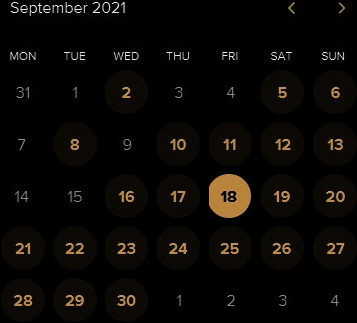 September 2021 < >
MON TUE WED THU FRI SAT SUN
31 1 2 3 4 5 6
7 8 9 10 11 12 13
14 15 16 17 18 19 20
21 22 23 24 25 26 27
28 29 30 1 2 3 4